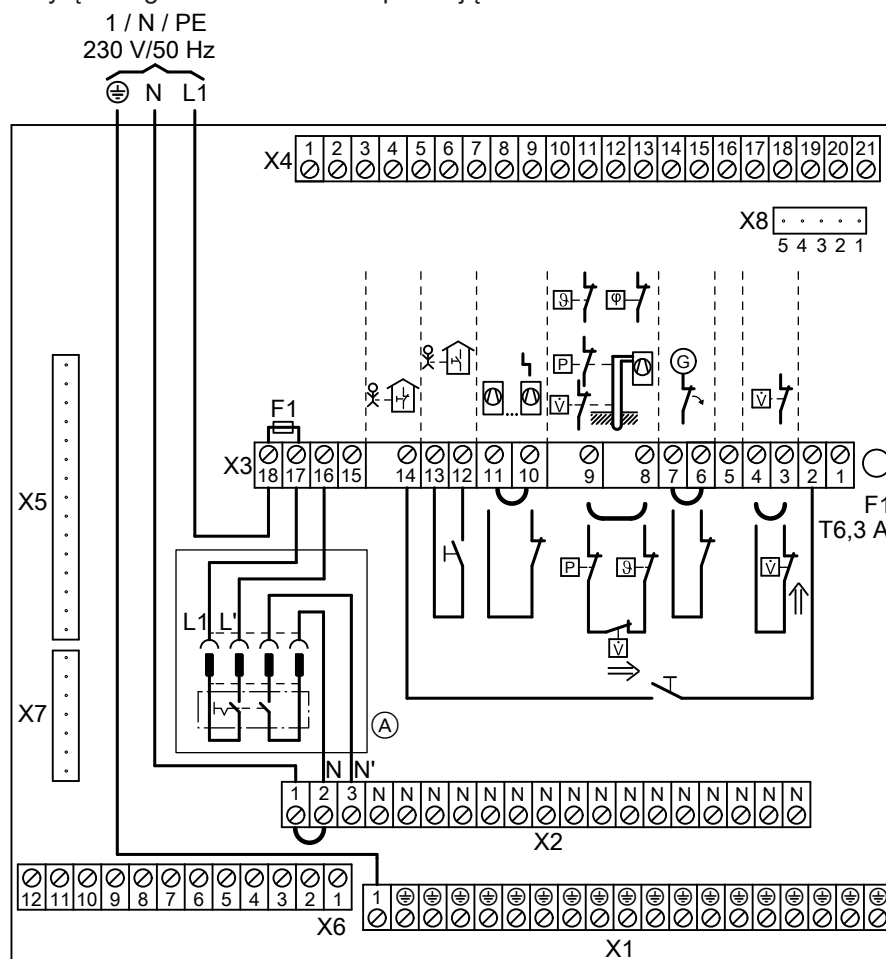 1 / N / PE
230 V/50 Hz
N L1
X4
1 2 3 4 5 6 7 8 9 10 11 12 13 14 15 16 17 18 19 20 21
X8
5 4 3 2 1
ϑ φ
P G
V̇ V̇
F1
X3
18 17 16 15 14 13 12 11 10 9 8 7 6 5 4 3 2 1
X5
F1
T6,3 A
P ϑ V̇
L1 L'
V̇
X7
A
N N'
1 2 3 N N N N N N N N N N N N N N N N
X2
12 11 10 9 8 7 6 5 4 3 2 1
X6
1
X1